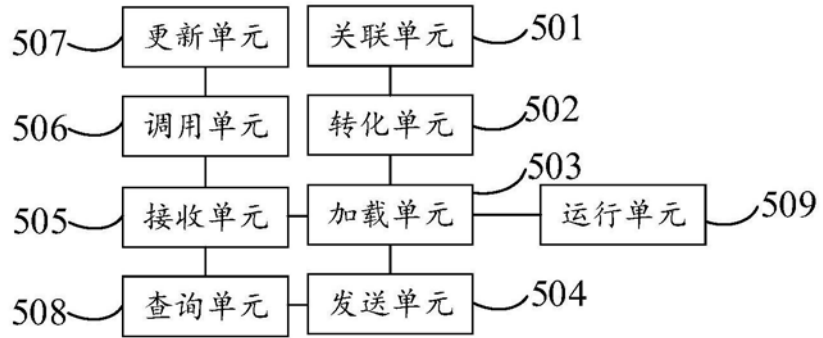 507 更新单元 关联单元 501
506 调用单元 转化单元 502
503
505 接收单元 加载单元 运行单元 509
508 查询单元 发送单元 504